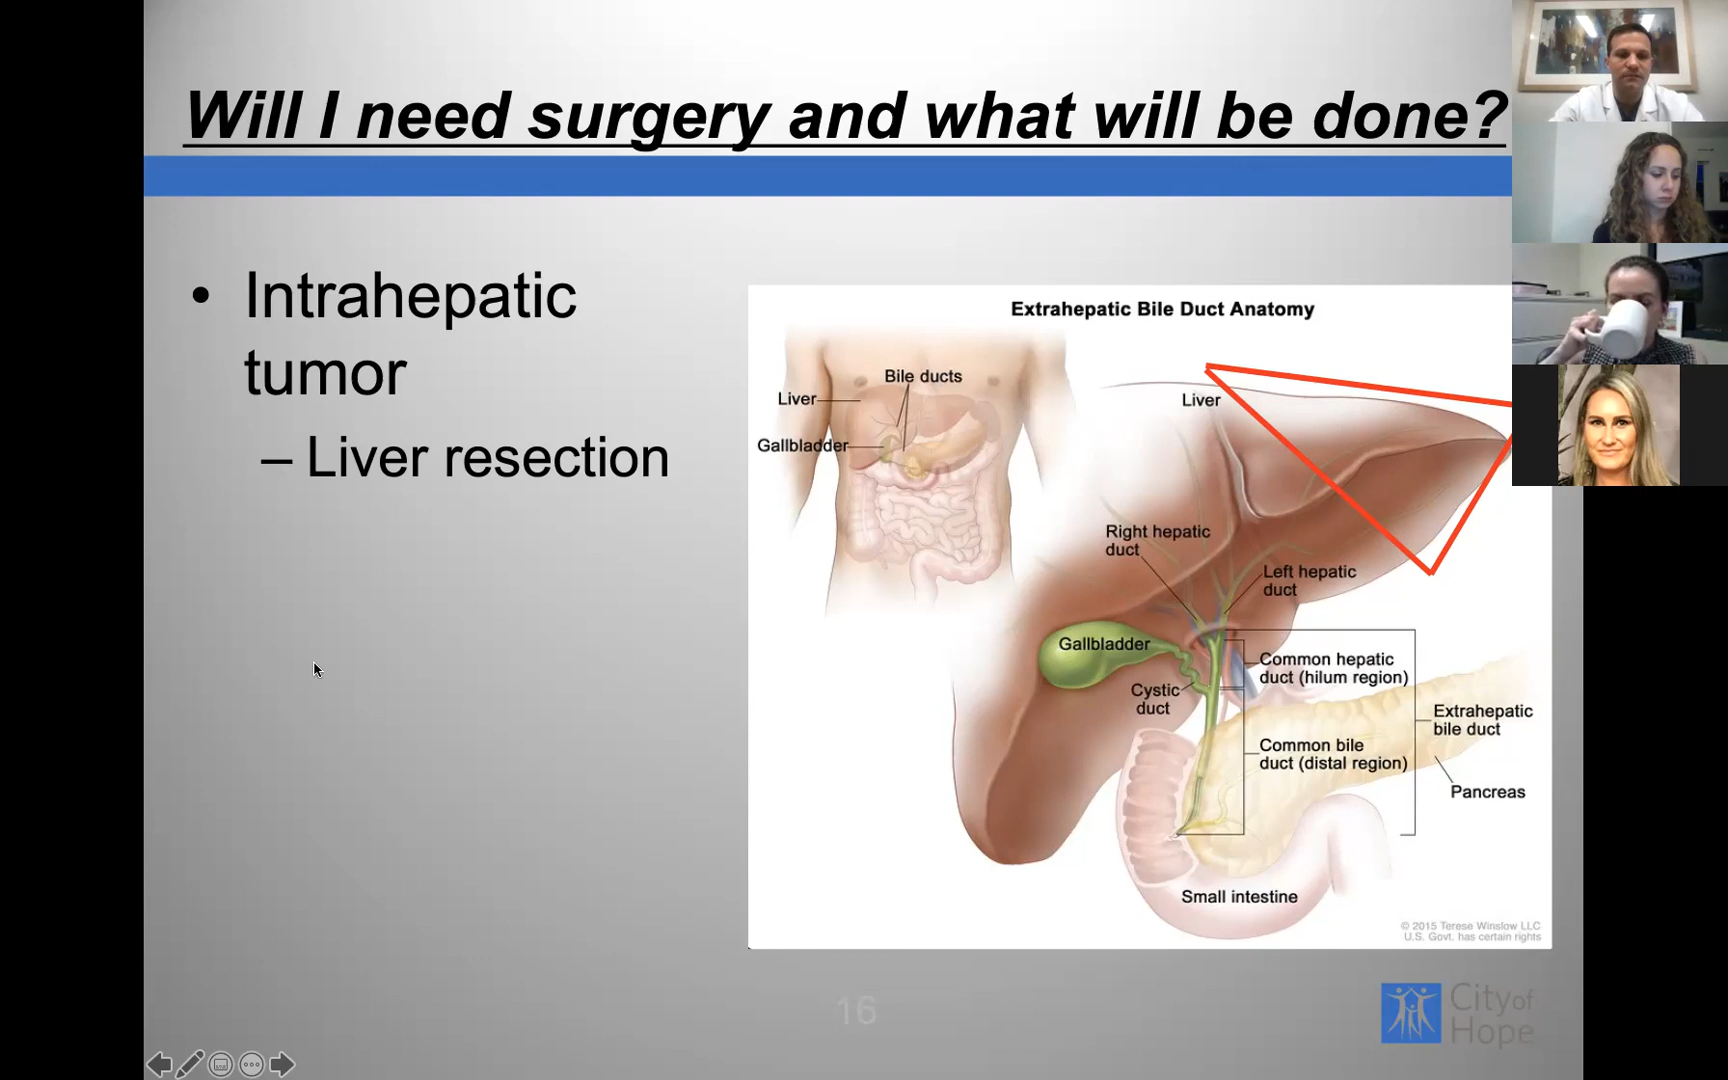 Will I need surgery and what will be done?
• Intrahepatic
tumor
– Liver resection
Extrahepatic Bile Duct Anatomy
Bile ducts
Liver
Gallbladder
Liver
Right hepatic
duct
Left hepatic
duct
Gallbladder
Cystic
duct
Common hepatic
duct (hilum region)
Common bile
duct (distal region)
Extrahepatic
bile duct
Pancreas
Small intestine
© 2015 Terese Winslow LLC
U.S. Govt. has certain rights
16
City of
Hope